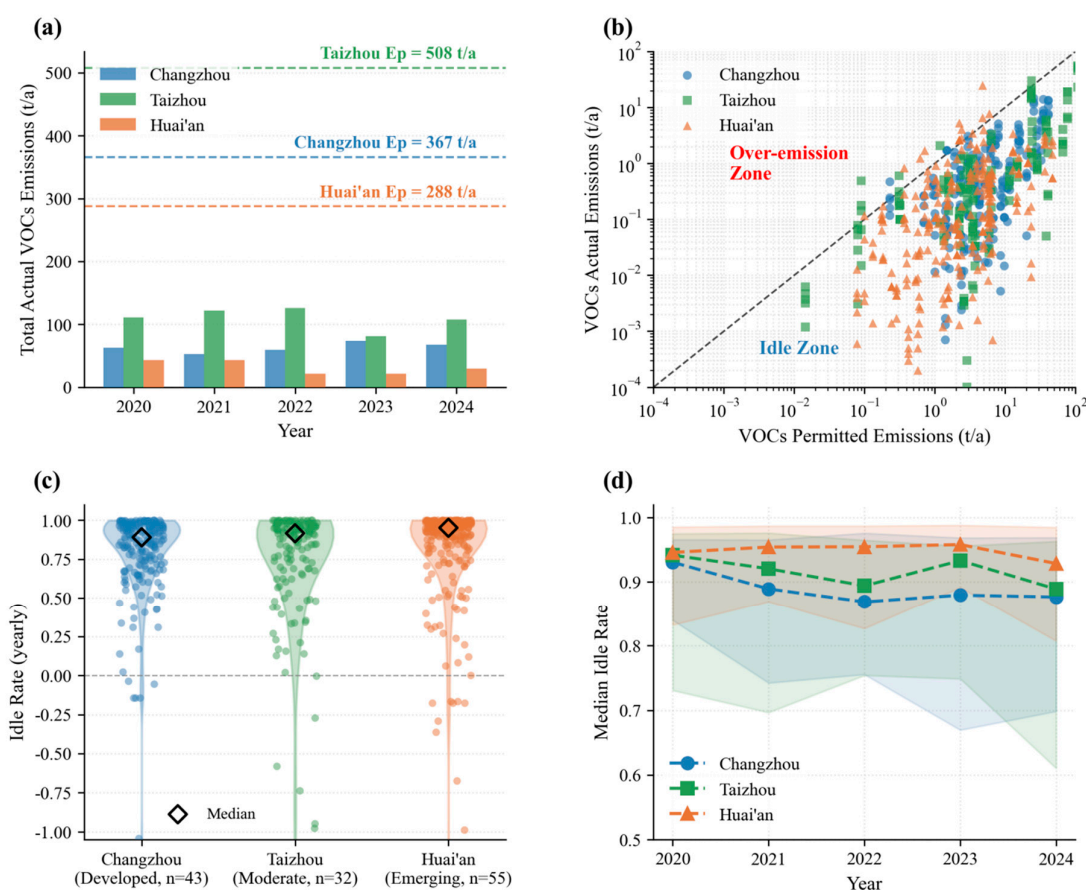 (a)
Total Actual VOCs Emissions (t/a)
500
400
300
200
100
0
Taizhou Ep = 508 t/a
Changzhou
Taizhou
Huai'an
Changzhou Ep = 367 t/a
Huai'an Ep = 288 t/a
2020 2021 2022 2023 2024
Year
(b)
VOCs Actual Emissions (t/a)
10²
10¹
10⁰
10⁻¹
10⁻²
10⁻³
10⁻⁴
Changzhou
Taizhou
Huai'an
Over-emission
Zone
Idle Zone
10⁻⁴ 10⁻³ 10⁻² 10⁻¹ 10⁰ 10¹ 10²
VOCs Permitted Emissions (t/a)
(c)
Idle Rate (yearly)
1.00
0.75
0.50
0.25
0.00
-0.25
-0.50
-0.75
-1.00
Median
Changzhou Taizhou Huai'an
(Developed, n=43) (Moderate, n=32) (Emerging, n=55)
(d)
Median Idle Rate
1.0
0.9
0.8
0.7
0.6
0.5
Changzhou
Taizhou
Huai'an
2020 2021 2022 2023 2024
Year